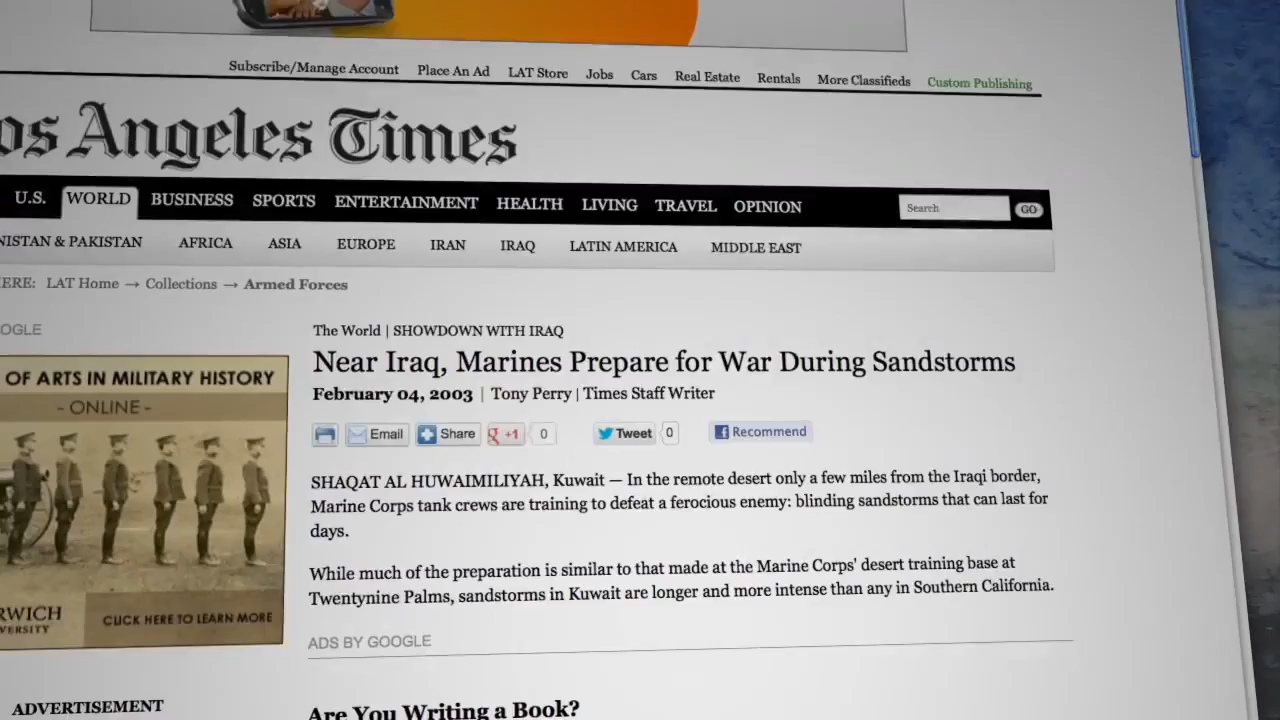 Subscribe/Manage Account Place An Ad LAT Store Jobs Cars Real Estate Rentals More Classifieds Custom Publishing
os Angeles Times
U.S. WORLD BUSINESS SPORTS ENTERTAINMENT HEALTH LIVING TRAVEL OPINION Search GO
NISTAN & PAKISTAN AFRICA ASIA EUROPE IRAN IRAQ LATIN AMERICA MIDDLE EAST
ERE: LAT Home → Collections → Armed Forces
OGLE
The World | SHOWDOWN WITH IRAQ
Near Iraq, Marines Prepare for War During Sandstorms
February 04, 2003 | Tony Perry | Times Staff Writer
Email Share +1 0 Tweet 0 Recommend
SHAQAT AL HUWAIMILIYAH, Kuwait — In the remote desert only a few miles from the Iraqi border,
Marine Corps tank crews are training to defeat a ferocious enemy: blinding sandstorms that can last for
days.
While much of the preparation is similar to that made at the Marine Corps' desert training base at
Twentynine Palms, sandstorms in Kuwait are longer and more intense than any in Southern California.
ADS BY GOOGLE
Are You Writing a Book?
OF ARTS IN MILITARY HISTORY
- ONLINE -
RWICH
VERSITY
CLICK HERE TO LEARN MORE
ADVERTISEMENT